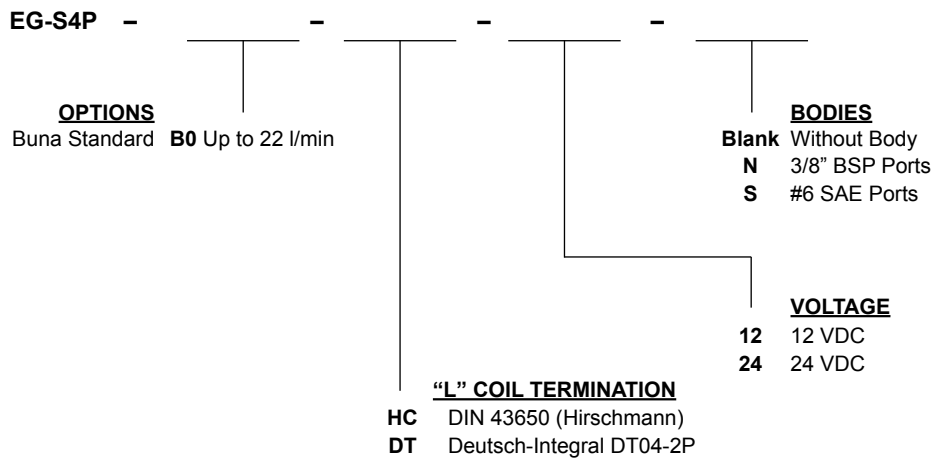 EG-S4P – – – –
OPTIONS
Buna Standard B0 Up to 22 l/min
BODIES
Blank Without Body
N 3/8” BSP Ports
S #6 SAE Ports
VOLTAGE
12 12 VDC
24 24 VDC
“L” COIL TERMINATION
HC DIN 43650 (Hirschmann)
DT Deutsch-Integral DT04-2P